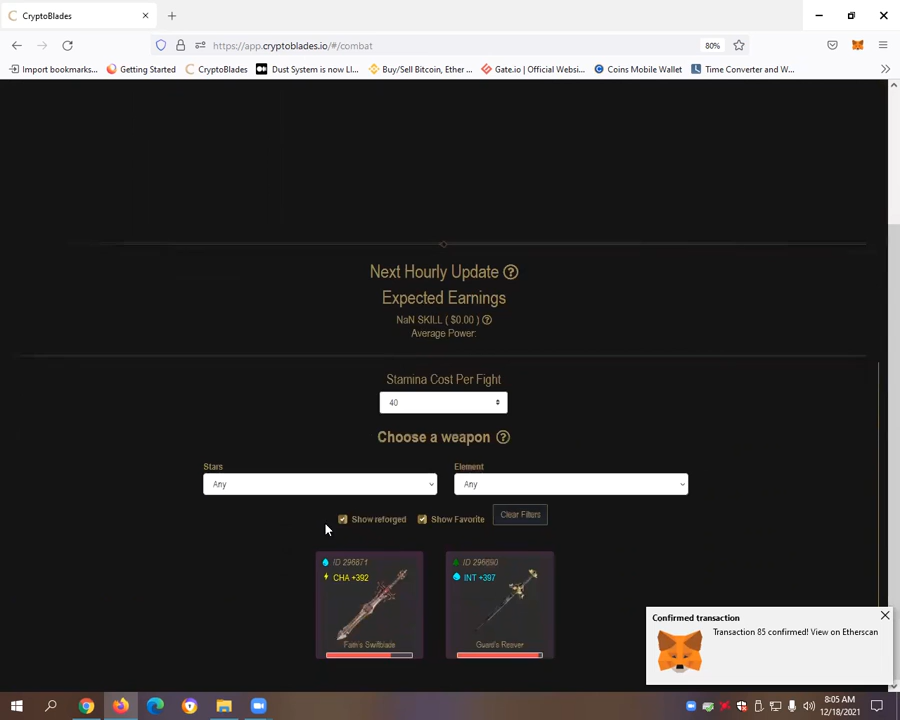 CryptoBlades
https://app.cryptoblades.io/#/combat
80%
Import bookmarks...
Getting Started
CryptoBlades
Dust System is now LI...
Buy/Sell Bitcoin, Ether ...
Gate.io | Official Websi...
Coins Mobile Wallet
Time Converter and W...
Next Hourly Update
Expected Earnings
NaN SKILL ( $0.00 )
Average Power:
Stamina Cost Per Fight
40
Choose a weapon
Stars
Element
Any
Any
Show reforged
Show Favorite
Clear Filters
ID 296871
CHA +392
Fain's Swiftblade
ID 296690
INT +397
Guard's Reaver
Confirmed transaction
Transaction 85 confirmed! View on Etherscan
8:05 AM
12/18/2021